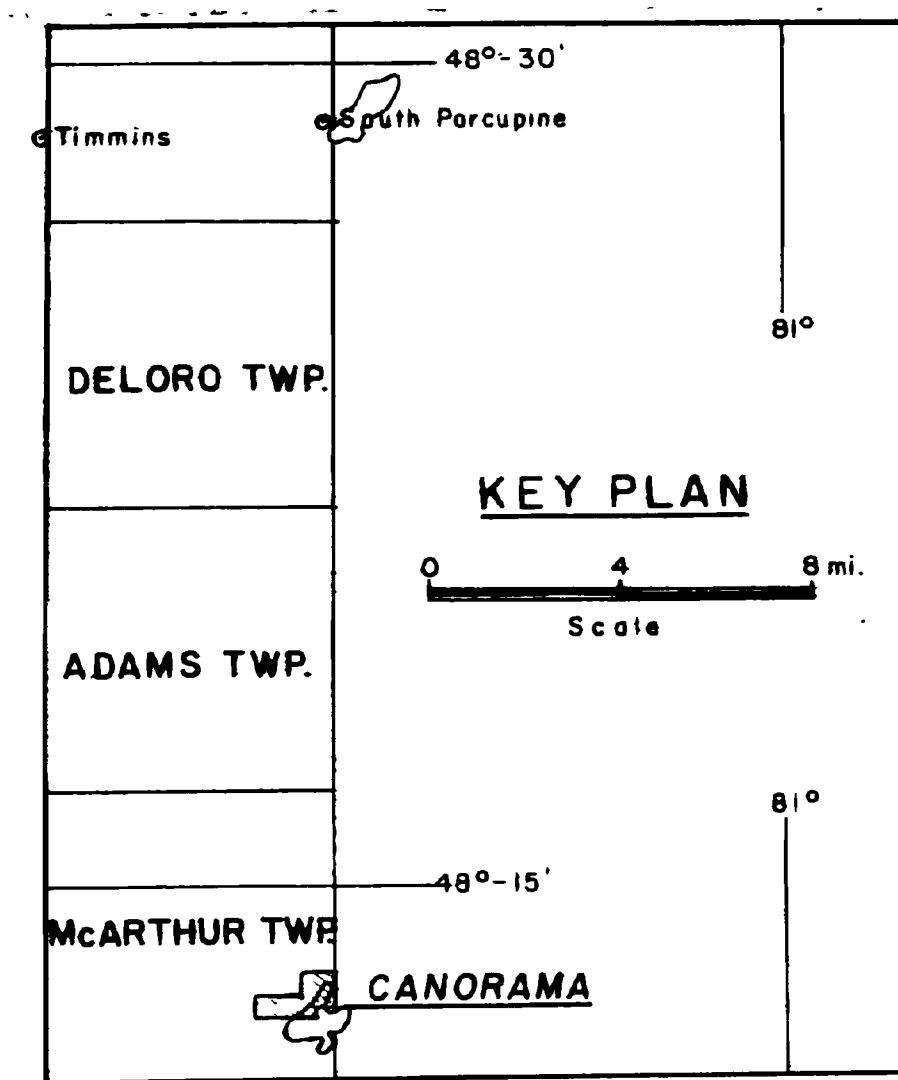 48°-30'
South Porcupine
Timmins
81°
DELORO TWP.
KEY PLAN
0 4 8 mi.
Scale
ADAMS TWP.
81°
48°-15'
McARTHUR TWP.
CANORAMA